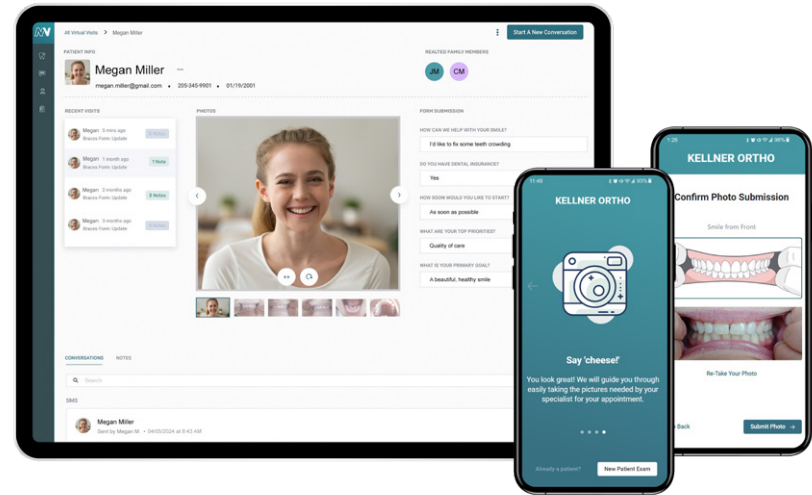 NV
All Virtual Visits > Megan Miller
Start A New Conversation
PATIENT INFO
Megan Miller
megan.miller@gmail.com • 205-345-9901 • 01/19/2001
REALTED FAMILY MEMBERS
JM CM
RECENT VISITS
Megan 5 mins ago
Braces Form: Update
Megan 1 month ago
Braces Form: Update
1 Note
Megan 2 months ago
Braces Form: Update
Megan 3 months ago
Braces Form: Update
PHOTOS
FORM SUBMISSION
HOW CAN WE HELP WITH YOUR SMILE?
I'd like to fix some teeth crowding
DO YOU HAVE DENTAL INSURANCE?
Yes
HOW SOON WOULD YOU LIKE TO START?
As soon as possible
WHAT ARE YOUR TOP PRIORITIES?
Quality of care
WHAT IS YOUR PRIMARY GOAL?
A beautiful, healthy smile
CONVERSATIONS NOTES
Search
SMS
Megan Miller
Sent by Megan M. • 04/05/2024 at 8:43 AM
11:40
93%
KELLNER ORTHO
Say 'cheese!'
You look great! We will guide you through
easily taking the pictures needed by your
specialist for your appointment.
Already a patient?
New Patient Exam
1:25
98%
KELLNER ORTHO
Confirm Photo Submission
Smile from Front
Re-Take Your Photo
Back
Submit Photo →